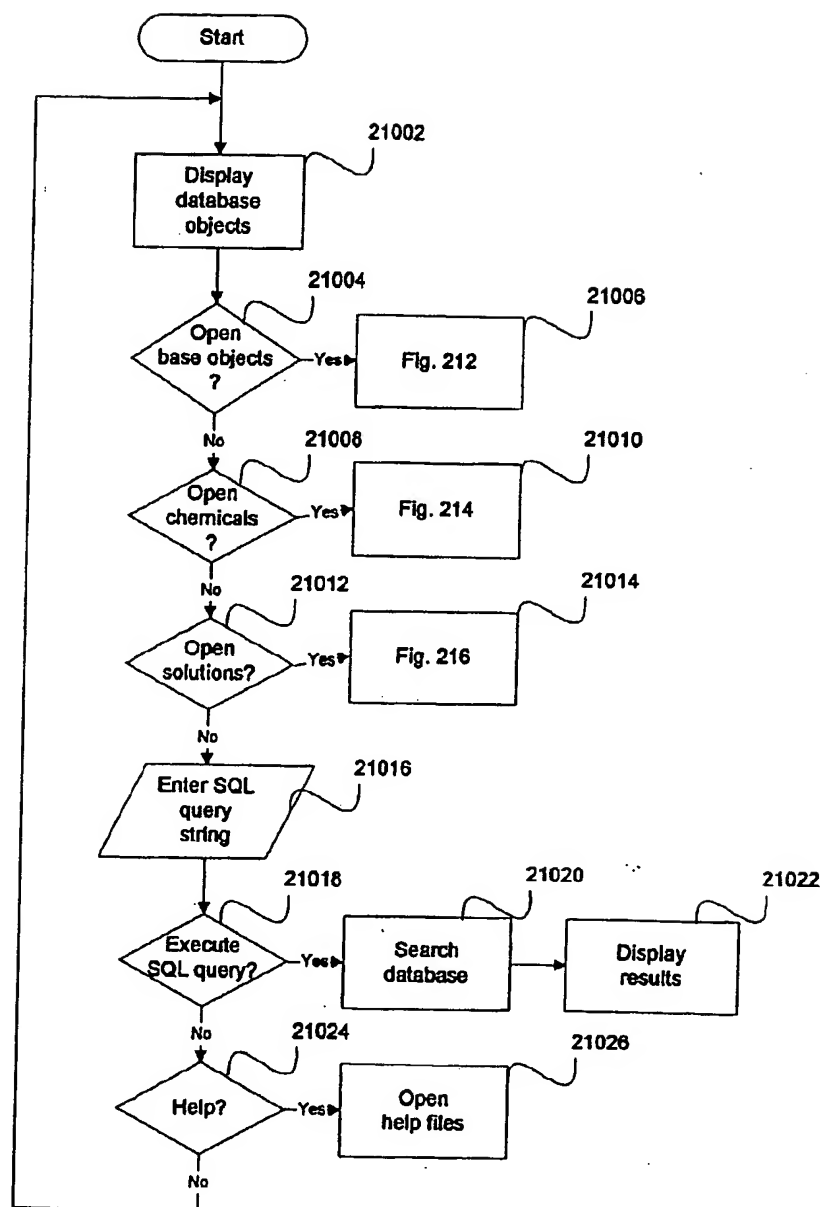 Start
21002
Display
database
objects
21004
Open
base objects
?
Yes
21006
Fig. 212
No
21008
Open
chemicals
?
Yes
21010
Fig. 214
No
21012
Open
solutions?
Yes
21014
Fig. 216
No
Enter SQL
query
string
21016
21018
Execute
SQL query?
Yes
21020
Search
database
21022
Display
results
No
21024
Help?
Yes
21026
Open
help files
No